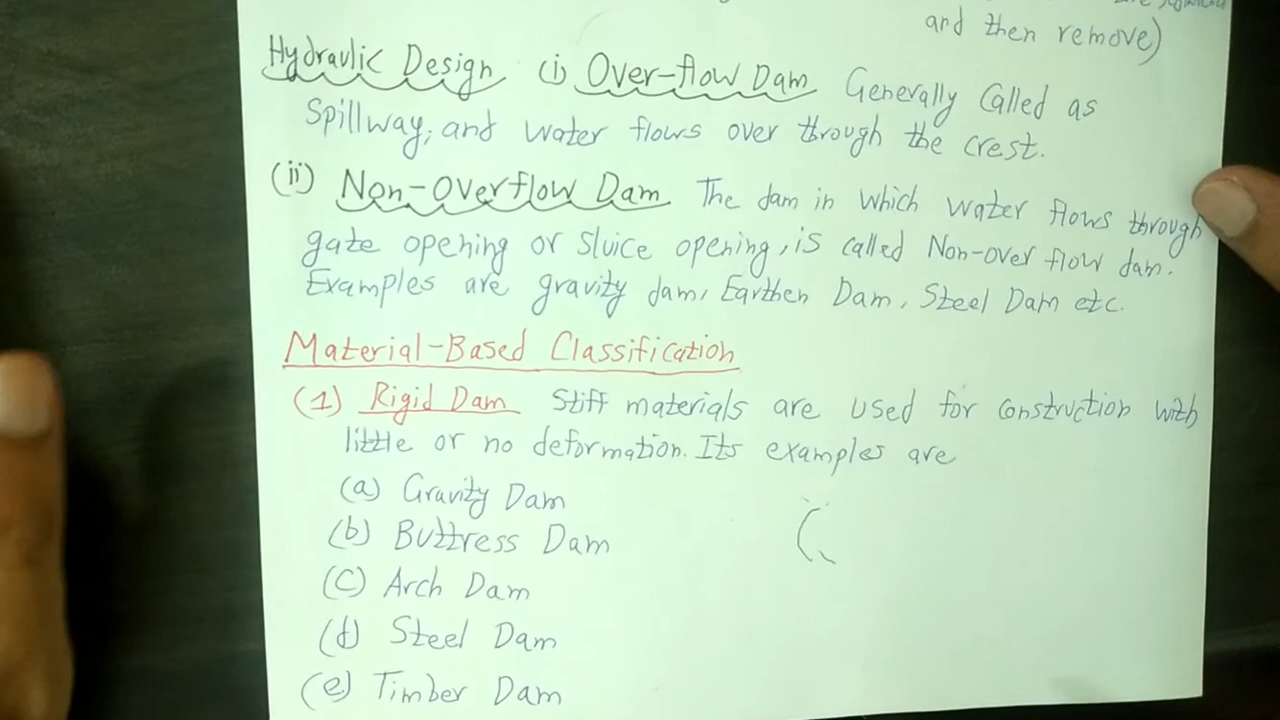 and then remove)
Hydraulic Design (i) Over-flow Dam Generally Called as
Spillway, and water flows over through the crest.
(ii) Non-Overflow Dam The dam in which water flows through
gate opening or sluice opening, is called Non-over flow dam.
Examples are gravity dam, Earthen Dam, Steel Dam etc.
Material-Based Classification
(1) Rigid Dam Stiff materials are used for construction with
little or no deformation. Its examples are
(a) Gravity Dam
(b) Buttress Dam
(C) Arch Dam
(d) Steel Dam
(e) Timber Dam